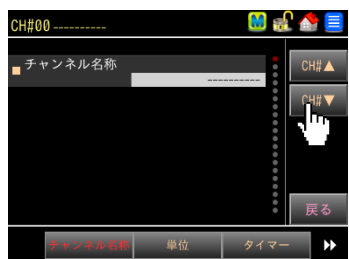 CH#00 ----------
M
チャンネル名称
----------
CH#▲
CH#▼
戻る
チャンネル名称 単位 タイマー